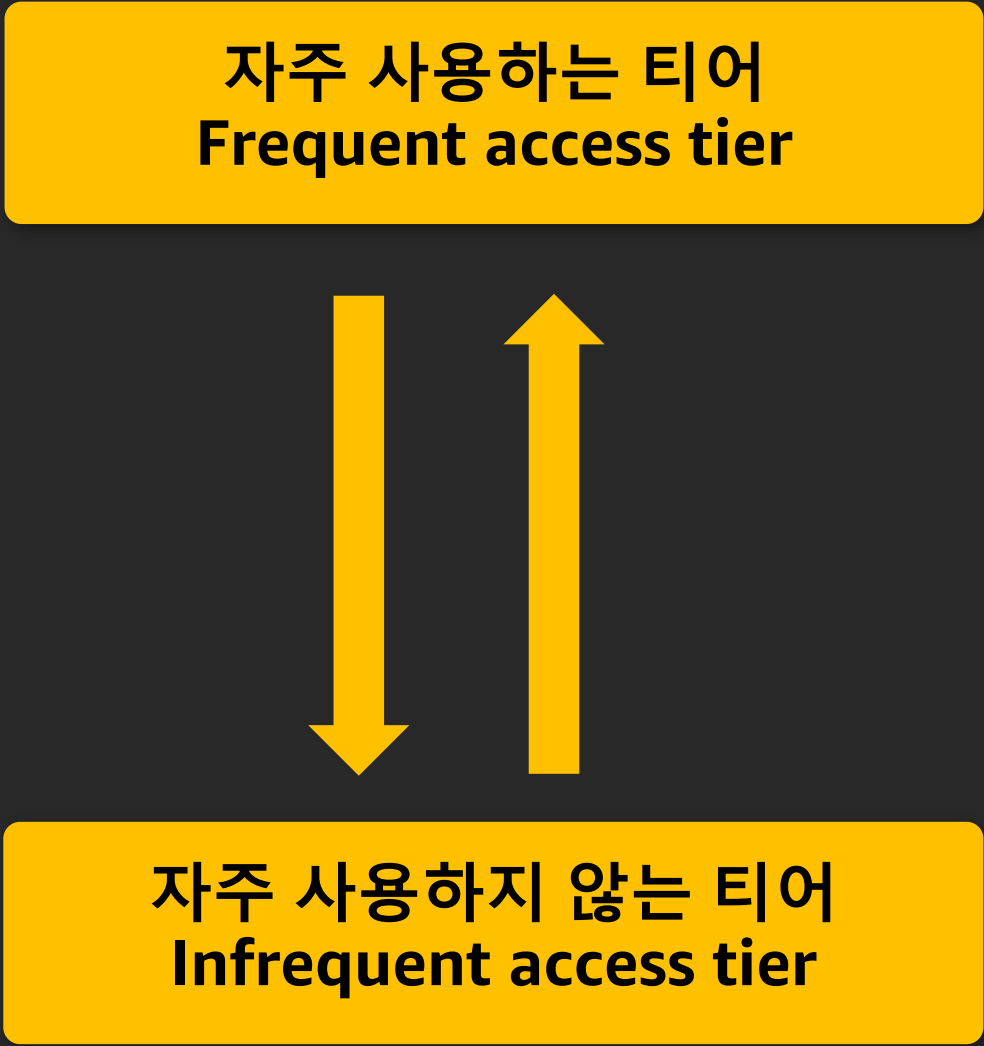 자주 사용하는 티어
Frequent access tier
자주 사용하지 않는 티어
Infrequent access tier